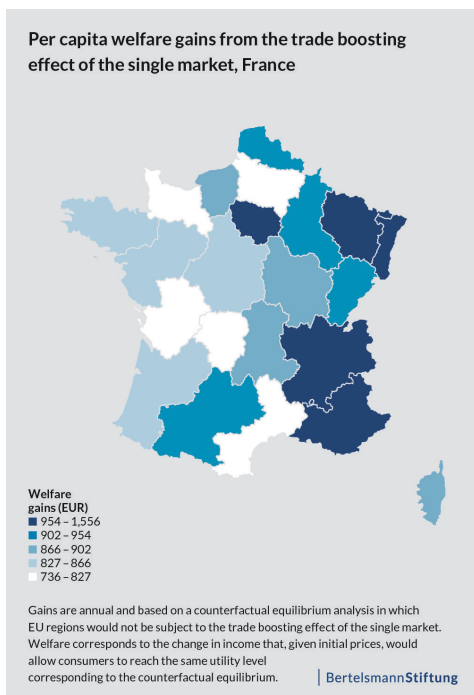 Per capita welfare gains from the trade boosting
effect of the single market, France
Welfare
gains (EUR)
954 – 1,556
902 – 954
866 – 902
827 – 866
736 – 827
Gains are annual and based on a counterfactual equilibrium analysis in which
EU regions would not be subject to the trade boosting effect of the single market.
Welfare corresponds to the change in income that, given initial prices, would
allow consumers to reach the same utility level
corresponding to the counterfactual equilibrium.
BertelsmannStiftung